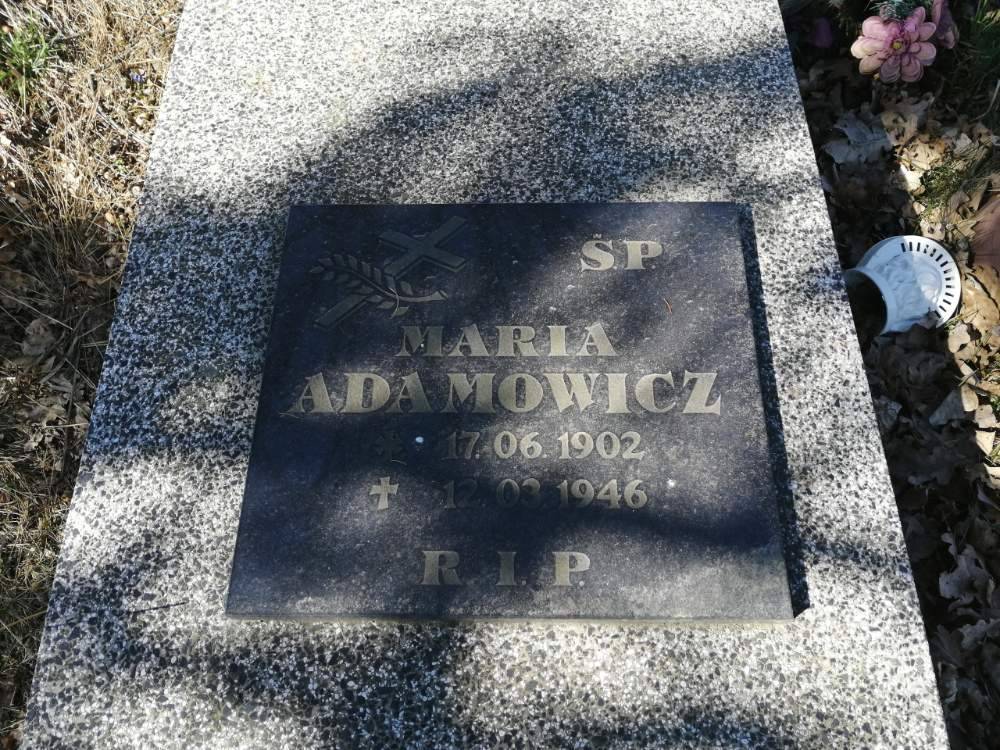 ŚP.
MARIA
ADAMOWICZ
* 17.06.1902
✝ 12.03.1946
R. I. P.